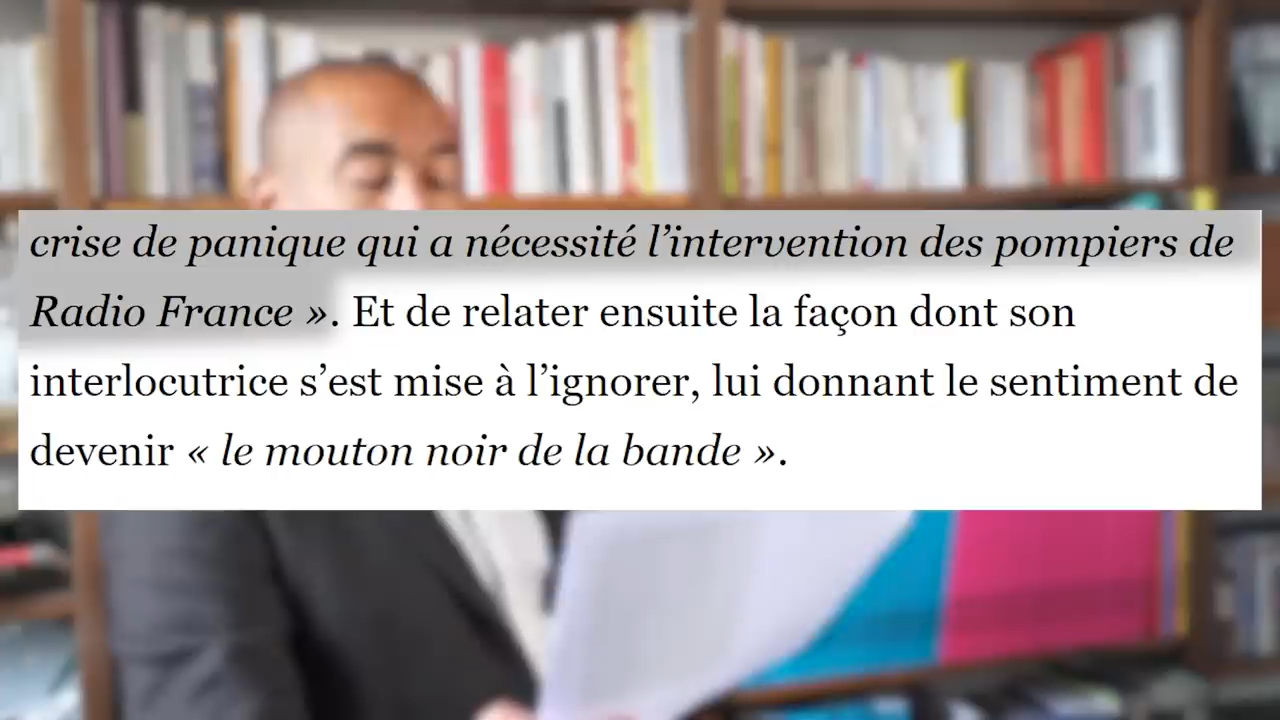 crise de panique qui a nécessité l’intervention des pompiers de
Radio France ». Et de relater ensuite la façon dont son
interlocutrice s’est mise à l’ignorer, lui donnant le sentiment de
devenir « le mouton noir de la bande ».